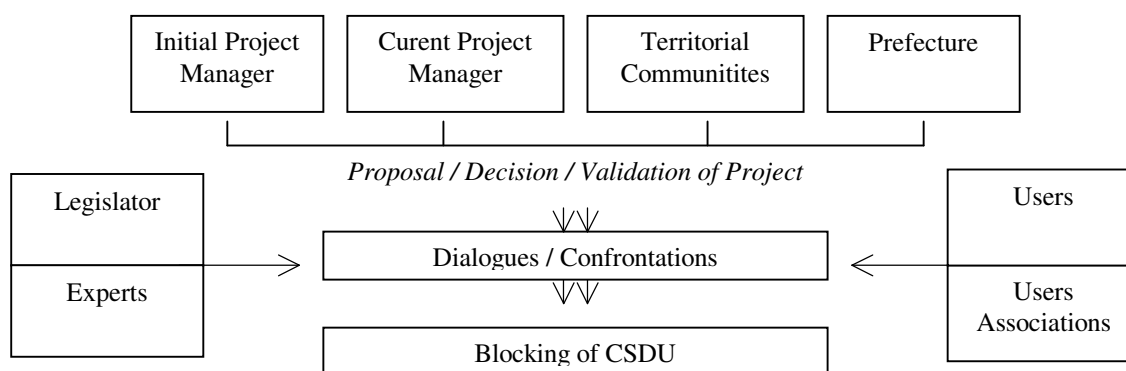 Initial Project
Manager
Curent Project
Manager
Territorial
Communitites
Prefecture
Proposal / Decision / Validation of Project
Legislator
Experts
Dialogues / Confrontations
Users
Users
Associations
Blocking of CSDU